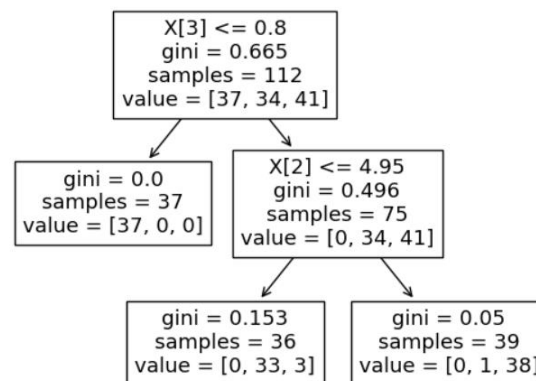 X[3] <= 0.8
gini = 0.665
samples = 112
value = [37, 34, 41]
gini = 0.0
samples = 37
value = [37, 0, 0]
X[2] <= 4.95
gini = 0.496
samples = 75
value = [0, 34, 41]
gini = 0.153
samples = 36
value = [0, 33, 3]
gini = 0.05
samples = 39
value = [0, 1, 38]